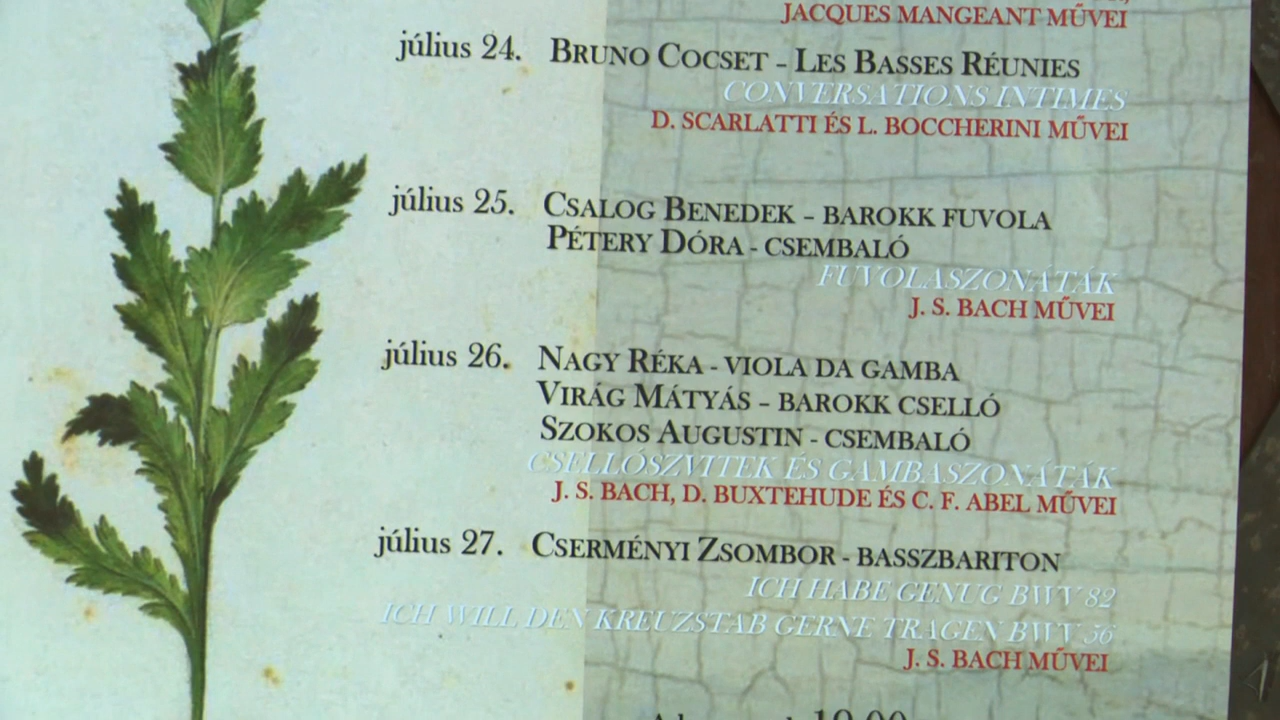 JACQUES MANGEANT MŰVEI
július 24. BRUNO COCSET – LES BASSES RÉUNIES
CONVERSATIONS INTIMES
D. SCARLATTI ÉS L. BOCCHERINI MŰVEI
július 25. CSALOG BENEDEK – BAROKK FUVOLA
PÉTERY DÓRA - CSEMBALÓ
FUVOLASZONÁTÁK
J. S. BACH MŰVEI
július 26. NAGY RÉKA - VIOLA DA GAMBA
VIRÁG MÁTYÁS – BAROKK CSELLÓ
SZOKOS AUGUSTIN - CSEMBALÓ
CSELLÓSZVITEK ÉS GAMBASZONÁTÁK
J. S. BACH, D. BUXTEHUDE ÉS C. F. ABEL MŰVEI
július 27. CSERMÉNYI ZSOMBOR - BASSZBARITON
ICH HABE GENUG BWV 82
ICH WILL DEN KREUZSTAB GERNE TRAGEN BWV 56
J. S. BACH MŰVEI